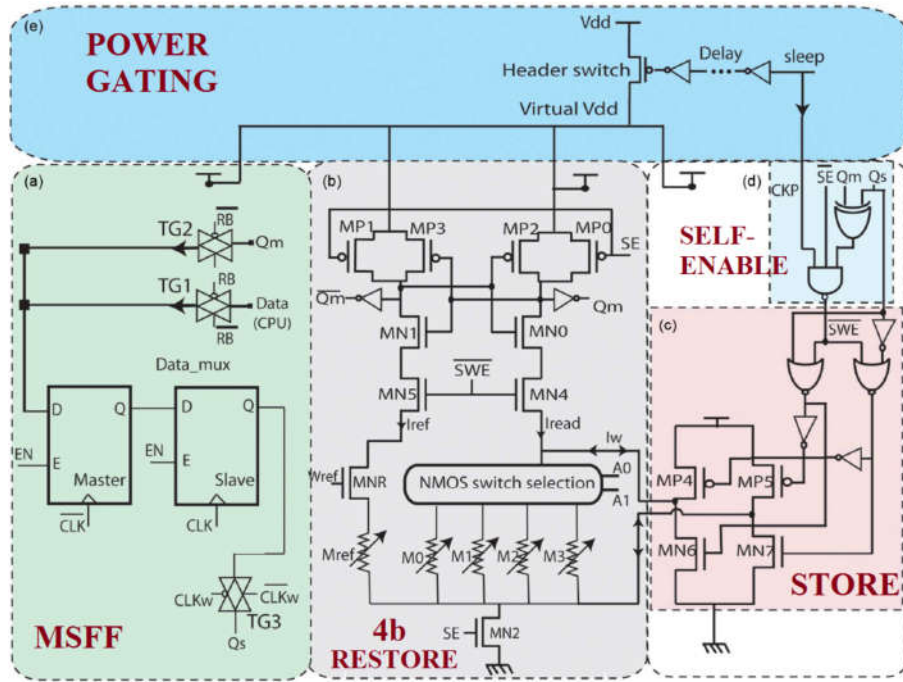 (e)
POWER
GATING
Vdd
Header switch
Delay
sleep
Virtual Vdd
(a)
TG2
RB
Qm
RB
TG1
Data
(CPU)
RB
Data_mux
D
Q
D
Q
EN
E
EN
E
Master
Slave
CLK
CLK
CLKw
CLKw
TG3
Qs
MSFF
(b)
MP1
MP3
MP2
MP0
SE
Qm
Qm
MN1
MN0
SWE
MN5
MN4
Iref
Iread
Iw
A0
A1
Wref
MNR
NMOS switch selection
Mref
M0
M1
M2
M3
SE
MN2
4b
RESTORE
(d)
CKP
SE
Qm
Qs
SELF-
ENABLE
(c)
SWE
MP4
MP5
MN6
MN7
STORE